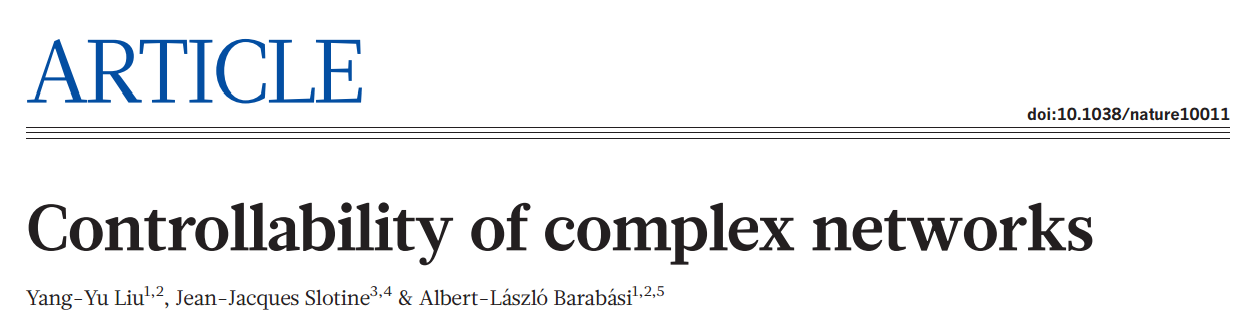 ARTICLE
doi:10.1038/nature10011
Controllability of complex networks
Yang-Yu Liu1,2, Jean-Jacques Slotine3,4 & Albert-László Barabási1,2,5